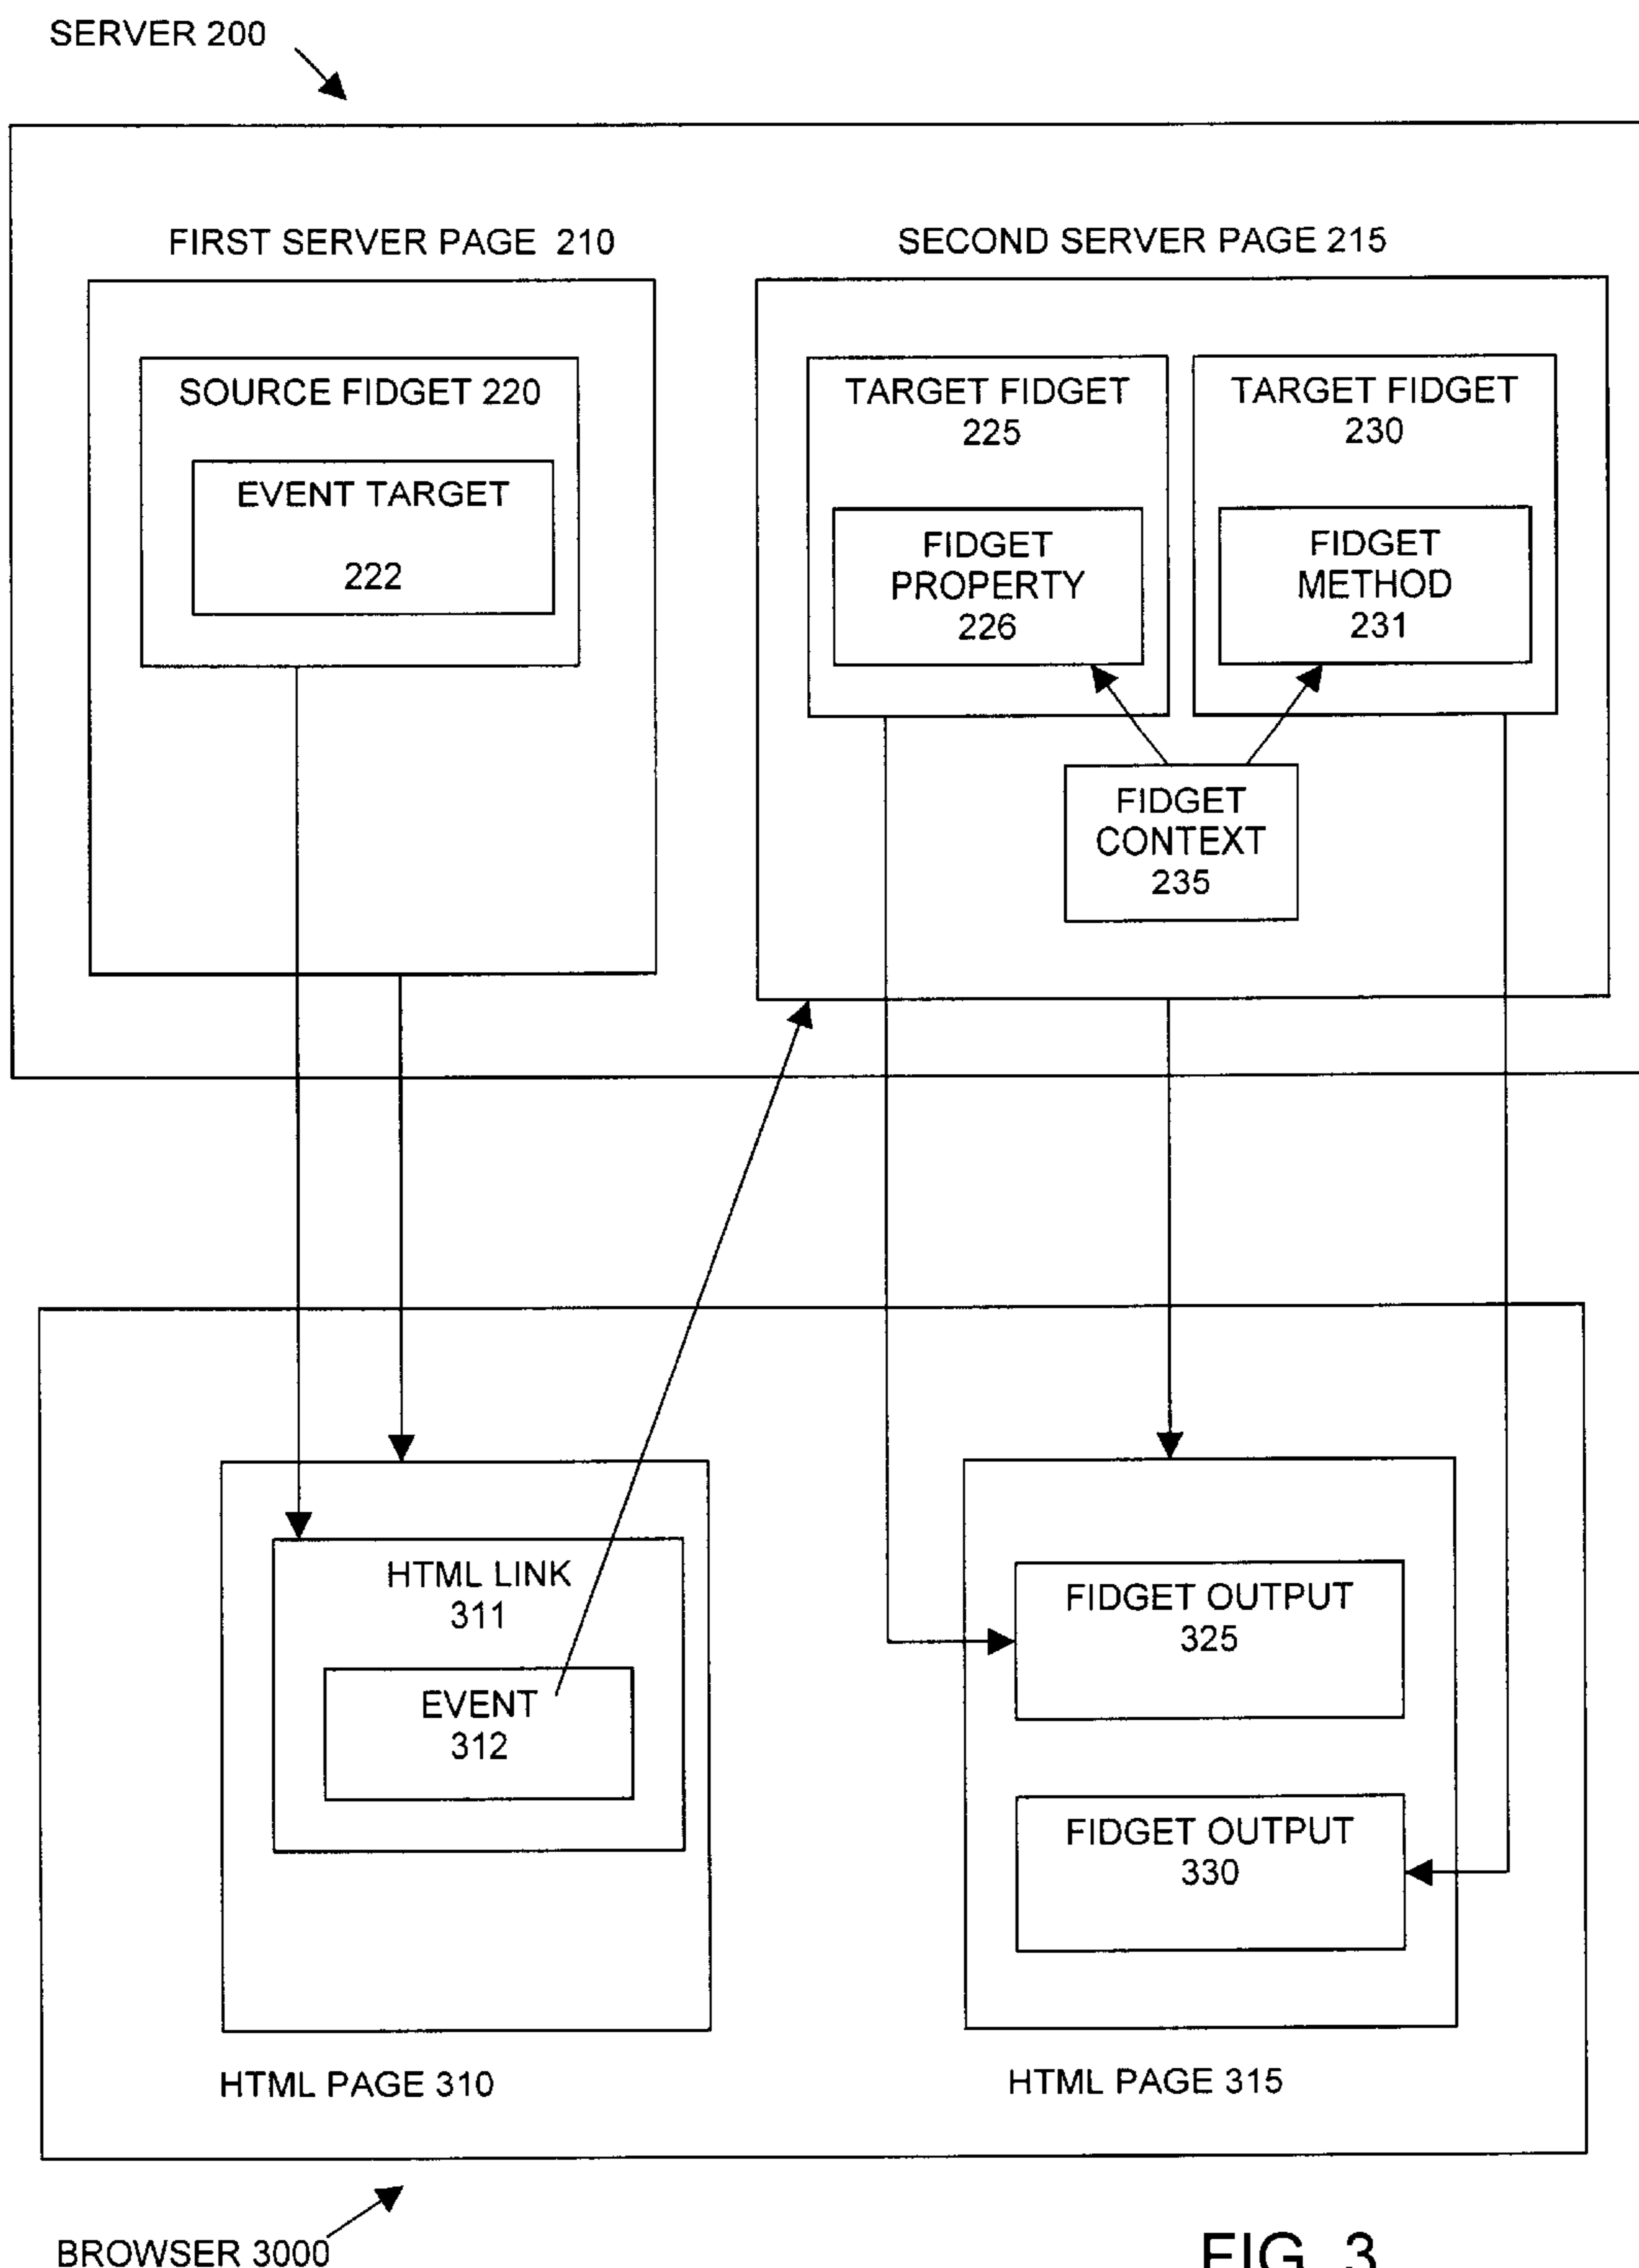 SERVER 200
FIRST SERVER PAGE 210
SECOND SERVER PAGE 215
SOURCE FIDGET 220
EVENT TARGET
222
TARGET FIDGET
225
FIDGET
PROPERTY
226
TARGET FIDGET
230
FIDGET
METHOD
231
FIDGET
CONTEXT
235
HTML LINK
311
EVENT
312
FIDGET OUTPUT
325
FIDGET OUTPUT
330
HTML PAGE 310
HTML PAGE 315
BROWSER 3000
FIG. 3